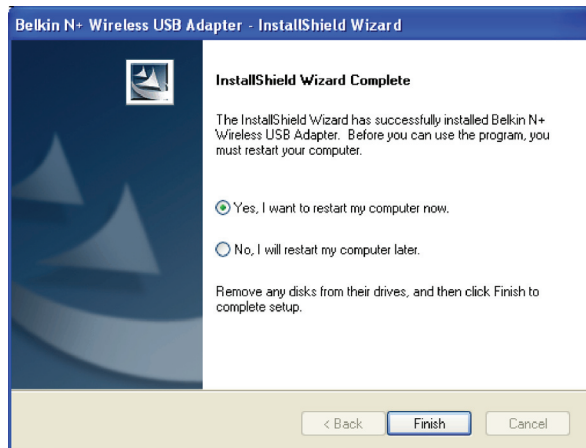 Belkin N+ Wireless USB Adapter - InstallShield Wizard
InstallShield Wizard Complete
The InstallShield Wizard has successfully installed Belkin N+
Wireless USB Adapter. Before you can use the program, you
must restart your computer.
Yes, I want to restart my computer now.
No, I will restart my computer later.
Remove any disks from their drives, and then click Finish to
complete setup.
< Back Finish Cancel